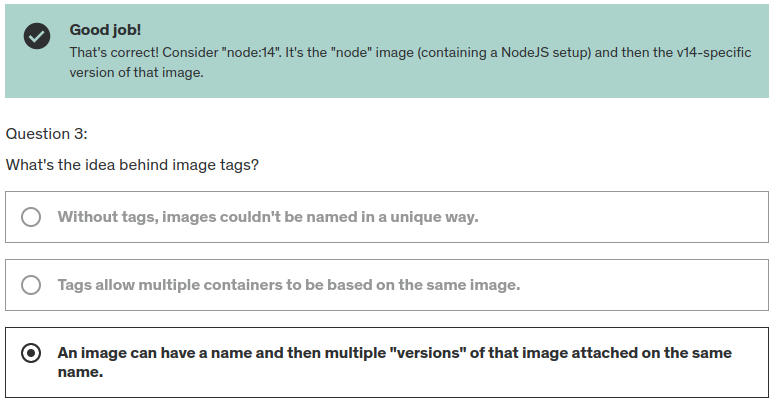 Good job!
That's correct! Consider "node:14". It's the "node" image (containing a NodeJS setup) and then the v14-specific
version of that image.
Question 3:
What's the idea behind image tags?
Without tags, images couldn't be named in a unique way.
Tags allow multiple containers to be based on the same image.
An image can have a name and then multiple "versions" of that image attached on the same
name.